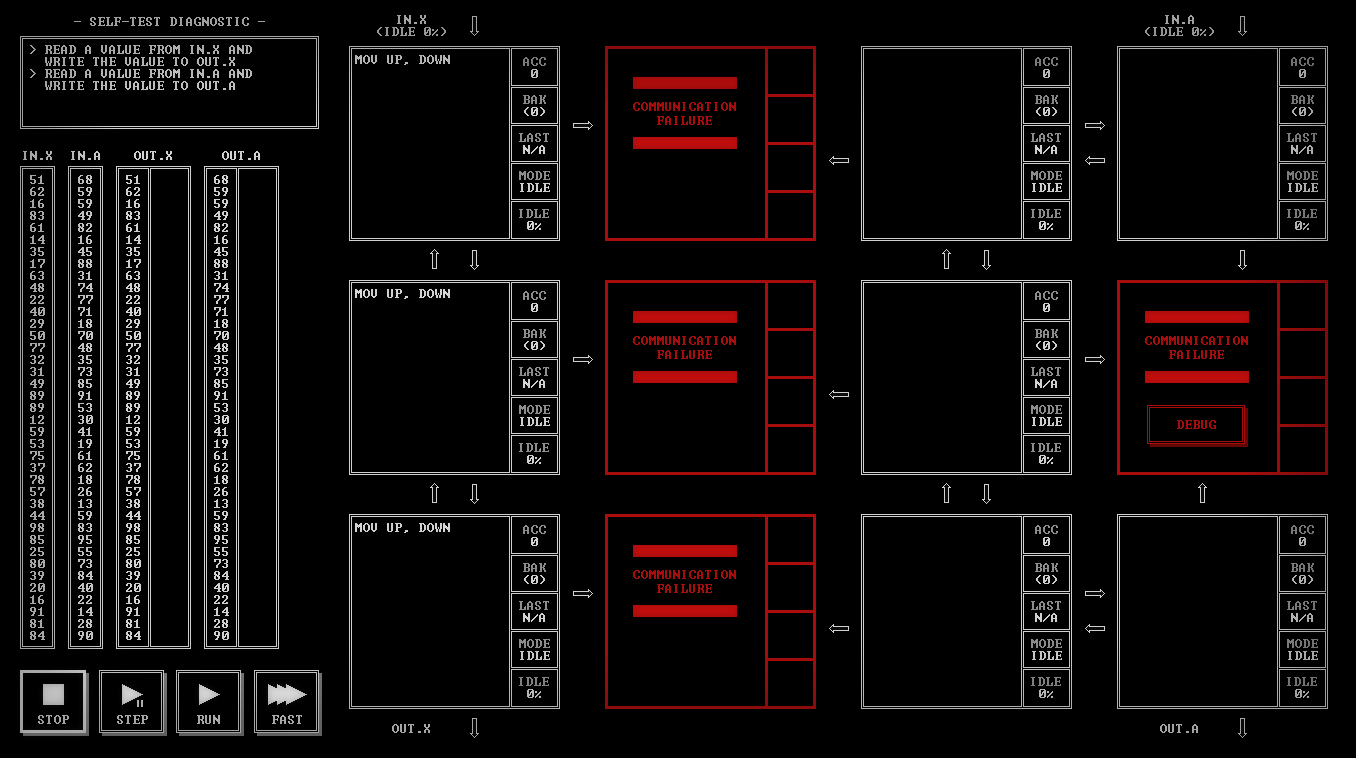 - SELF-TEST DIAGNOSTIC -
> READ A VALUE FROM IN.X AND
WRITE THE VALUE TO OUT.X
> READ A VALUE FROM IN.A AND
WRITE THE VALUE TO OUT.A
IN.X IN.A OUT.X OUT.A
51 68 51 68
62 59 62 59
16 59 16 59
83 49 83 49
61 82 61 82
14 16 14 16
35 45 35 45
17 88 17 88
63 31 63 31
48 74 48 74
22 77 22 77
40 71 40 71
29 18 29 18
50 70 50 70
77 48 77 48
32 35 32 35
31 73 31 73
49 85 49 85
89 91 89 91
89 53 89 53
12 30 12 30
59 41 59 41
53 19 53 19
75 61 75 61
37 62 37 62
78 18 78 18
57 26 57 26
38 13 38 13
44 59 44 59
98 83 98 83
95 85 95 85
25 55 25 55
80 73 80 73
39 84 39 84
20 40 20 40
16 22 16 22
91 14 91 14
81 28 81 28
84 90 84 90
STOP
STEP
RUN
FAST
IN.X
(IDLE 0%)
IN.A
(IDLE 0%)
MOV UP, DOWN
ACC
0
BAK
(0)
LAST
N/A
MODE
IDLE
IDLE
0%
COMMUNICATION
FAILURE
ACC
0
BAK
(0)
LAST
N/A
MODE
IDLE
IDLE
0%
ACC
0
BAK
(0)
LAST
N/A
MODE
IDLE
IDLE
0%
MOV UP, DOWN
ACC
0
BAK
(0)
LAST
N/A
MODE
IDLE
IDLE
0%
COMMUNICATION
FAILURE
ACC
0
BAK
(0)
LAST
N/A
MODE
IDLE
IDLE
0%
COMMUNICATION
FAILURE
DEBUG
MOV UP, DOWN
ACC
0
BAK
(0)
LAST
N/A
MODE
IDLE
IDLE
0%
COMMUNICATION
FAILURE
ACC
0
BAK
(0)
LAST
N/A
MODE
IDLE
IDLE
0%
ACC
0
BAK
(0)
LAST
N/A
MODE
IDLE
IDLE
0%
OUT.X
OUT.A